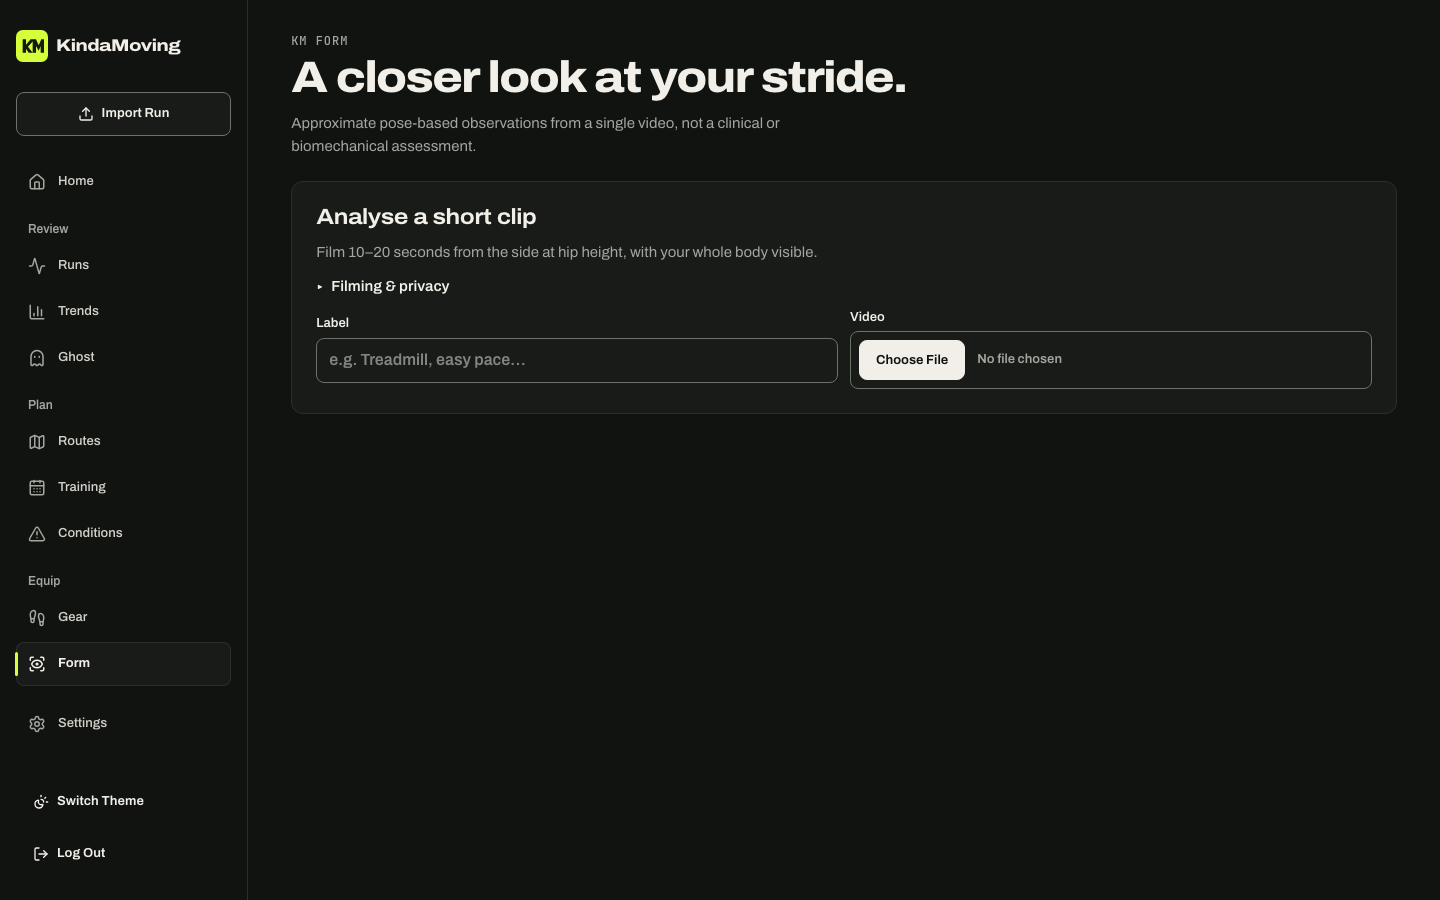 KM KindaMoving
Import Run
Home
Review
Runs
Trends
Ghost
Plan
Routes
Training
Conditions
Equip
Gear
Form
Settings
Switch Theme
Log Out
KM FORM
A closer look at your stride.
Approximate pose-based observations from a single video, not a clinical or
biomechanical assessment.
Analyse a short clip
Film 10–20 seconds from the side at hip height, with your whole body visible.
Filming & privacy
Label
e.g. Treadmill, easy pace…
Video
Choose File No file chosen